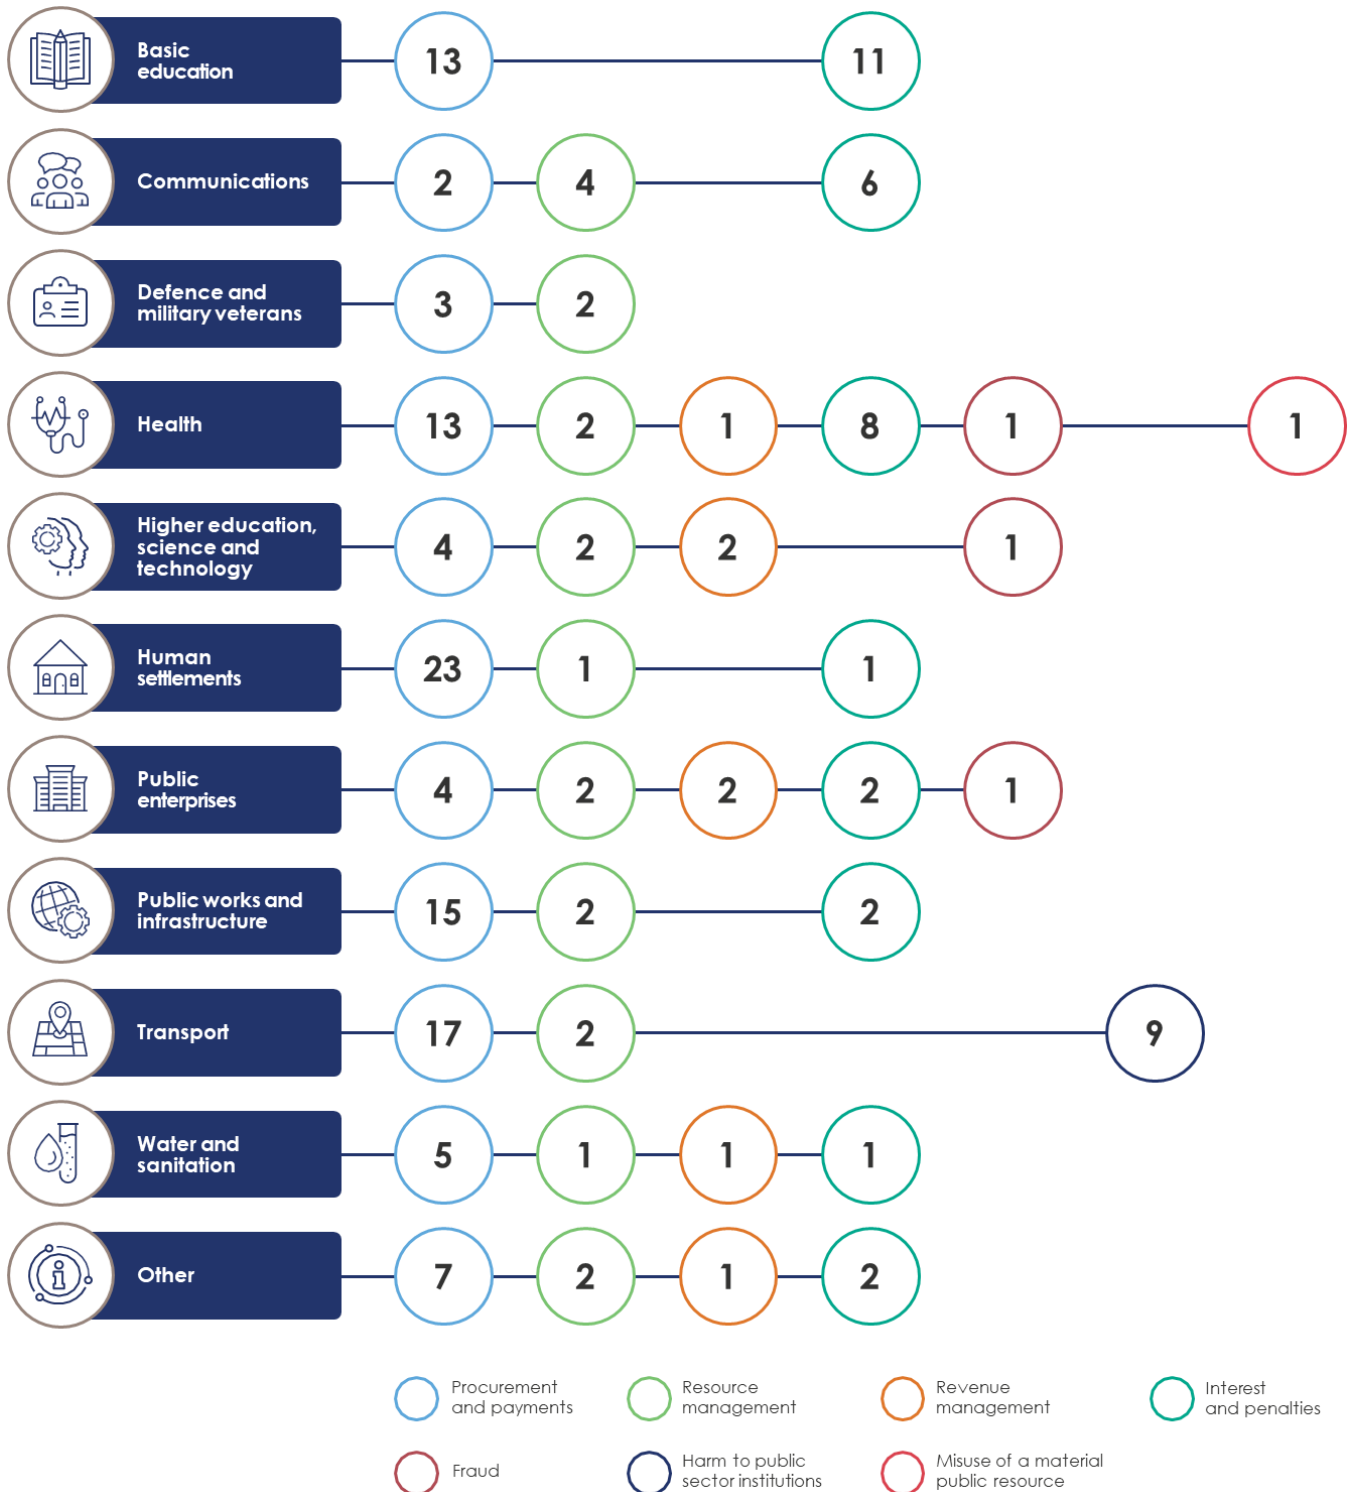 Basic
education
13
11
Communications
2
4
6
Defence and
military veterans
3
2
Health
13
2
1
8
1
1
Higher education,
science and
technology
4
2
2
1
Human
settlements
23
1
1
Public
enterprises
4
2
2
2
1
Public works and
infrastructure
15
2
2
Transport
17
2
9
Water and
sanitation
5
1
1
1
Other
7
2
1
2
Procurement
and payments
Resource
management
Revenue
management
Interest
and penalties
Fraud
Harm to public
sector institutions
Misuse of a material
public resource